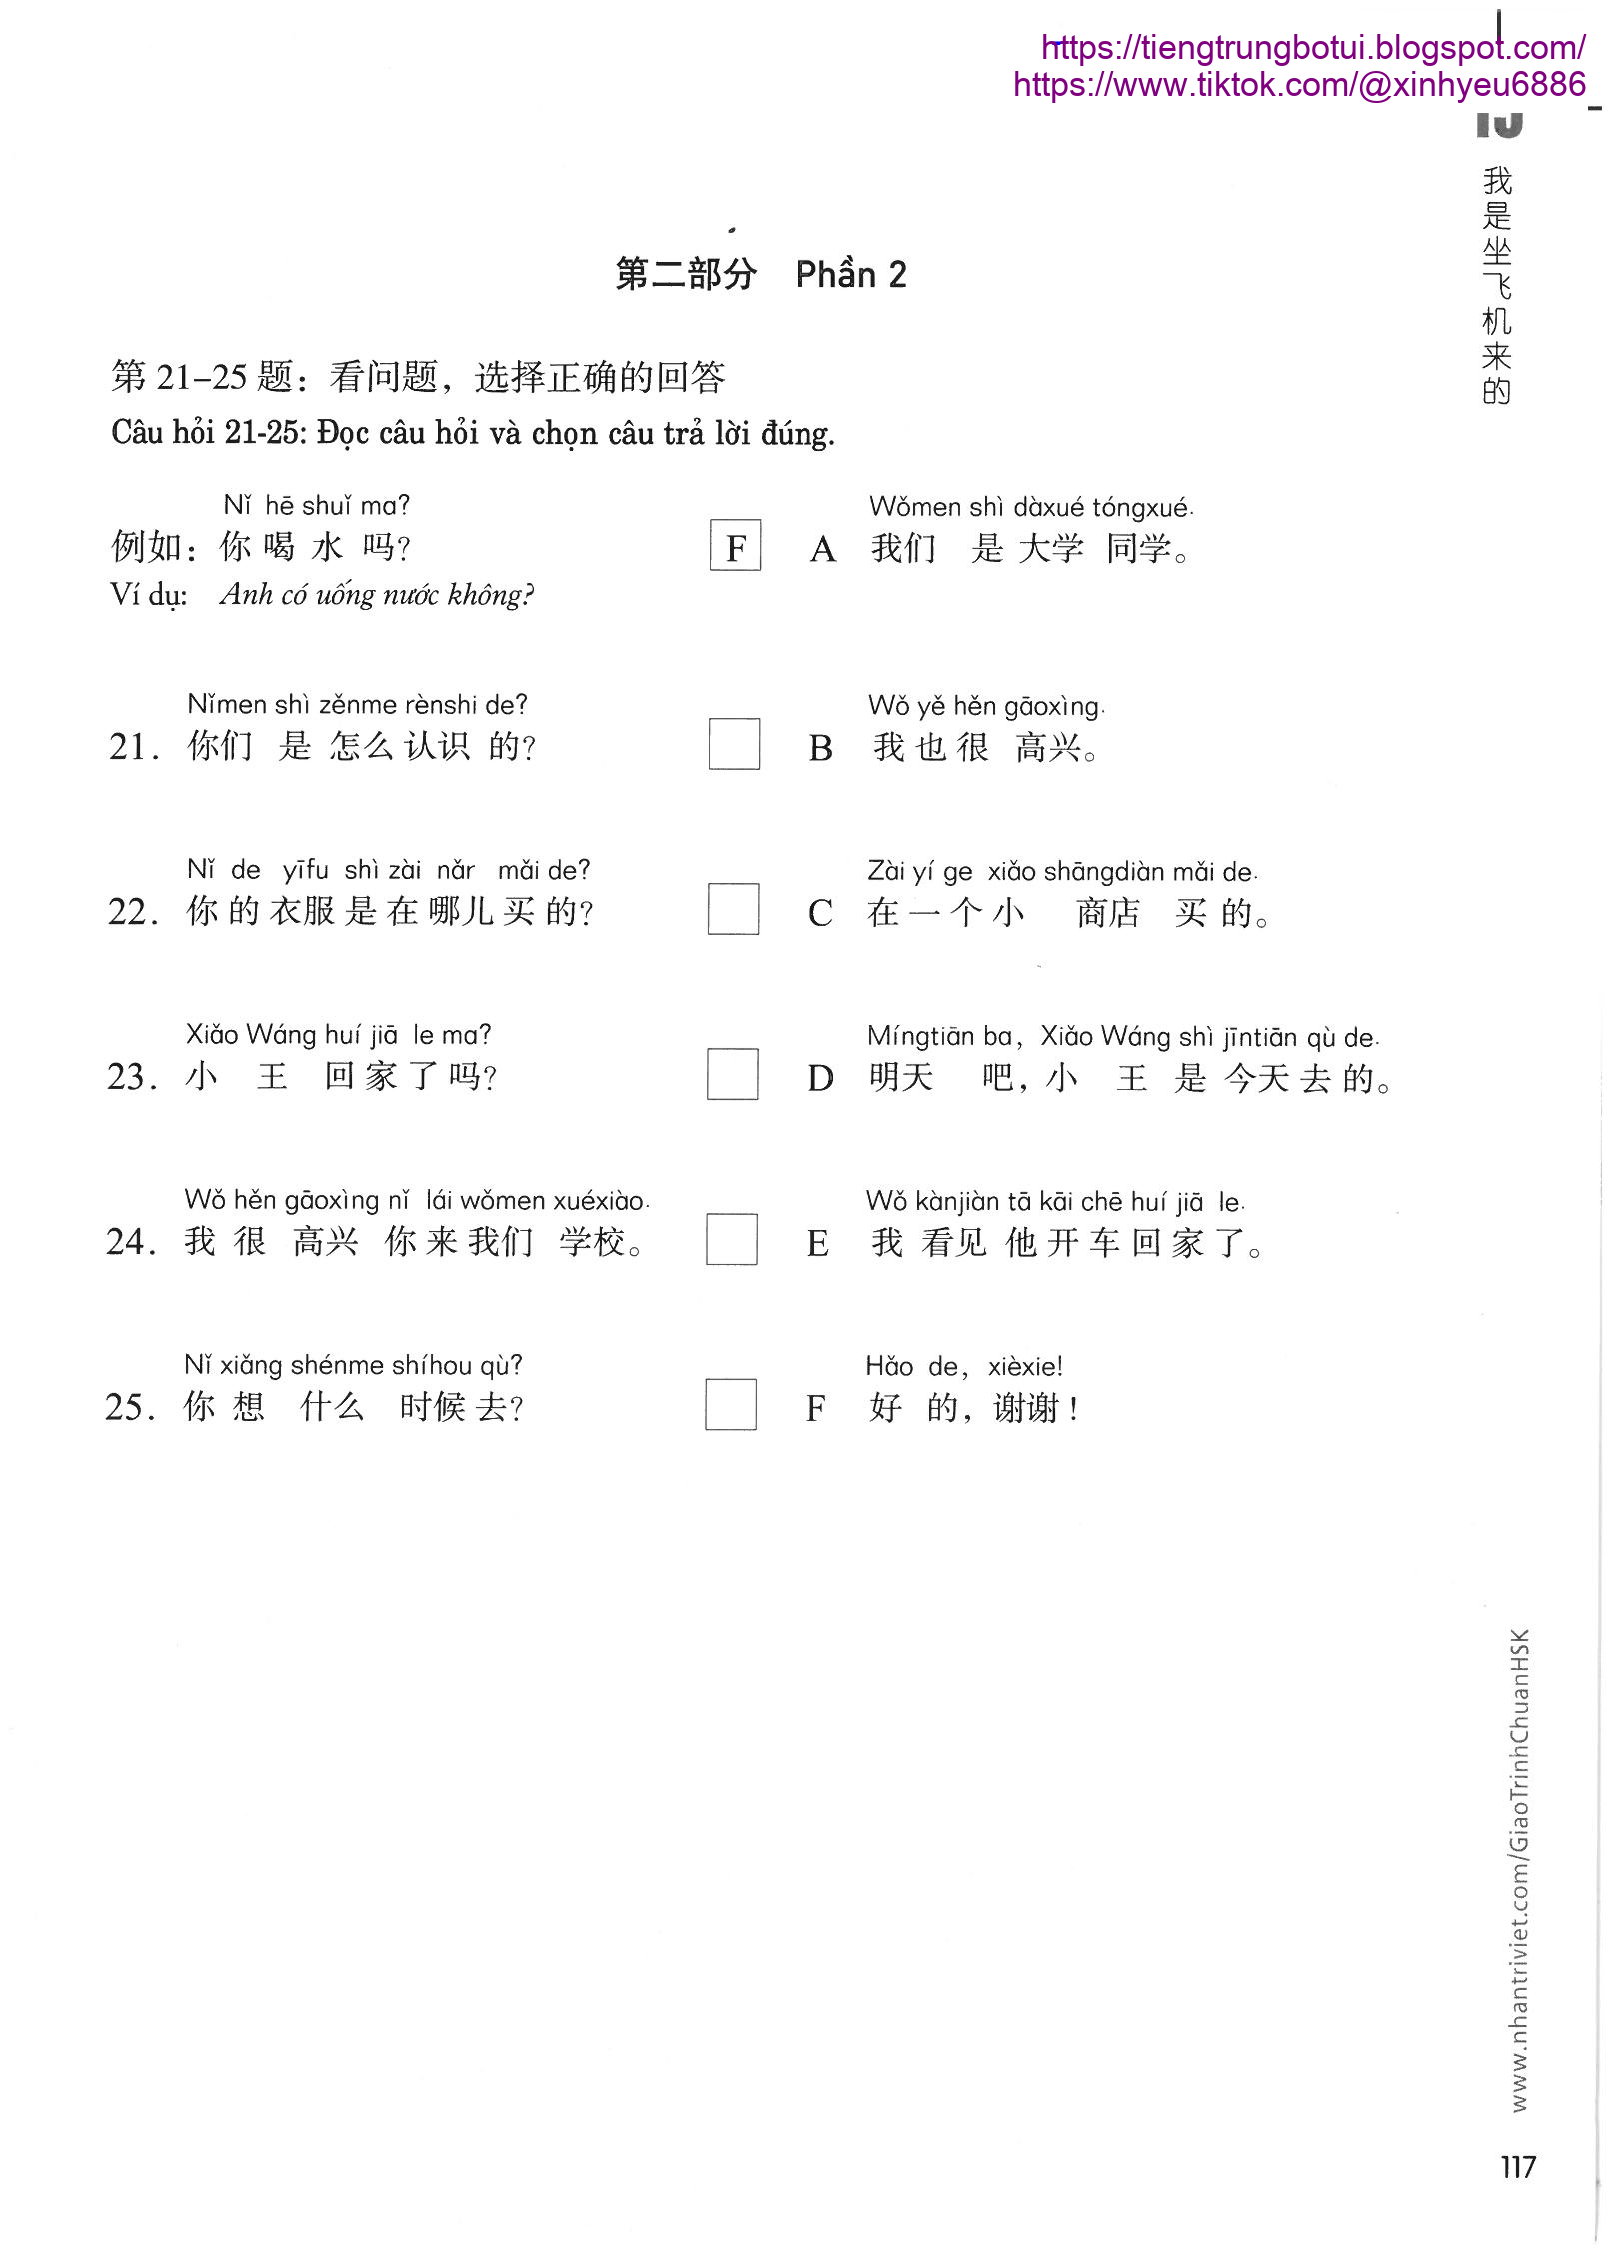 https://tiengtrungbotui.blogspot.com/
https://www.tiktok.com/@xinhyeu6886
15
我是坐飞机来的
第二部分 Phần 2
第 21–25 题：看问题，选择正确的回答
Câu hỏi 21-25: Đọc câu hỏi và chọn câu trả lời đúng.
Nǐ hē shuǐ ma?
例如：你喝水吗？ F
Ví dụ: Anh có uống nước không?
Wǒmen shì dàxué tóngxué.
A 我们是大学同学。
Nǐmen shì zěnme rènshi de?
21. 你们是怎么认识的？
Wǒ yě hěn gāoxìng.
B 我也很高兴。
Nǐ de yīfu shì zài nǎr mǎi de?
22. 你的衣服是在哪儿买的？
Zài yí ge xiǎo shāngdiàn mǎi de.
C 在一个小商店买的。
Xiǎo Wáng huí jiā le ma?
23. 小王回家了吗？
Míngtiān ba, Xiǎo Wáng shì jīntiān qù de.
D 明天吧，小王是今天去的。
Wǒ hěn gāoxìng nǐ lái wǒmen xuéxiào.
24. 我很高兴你来我们学校。
Wǒ kànjiàn tā kāi chē huí jiā le.
E 我看见他开车回家了。
Nǐ xiǎng shénme shíhou qù?
25. 你想什么时候去？
Hǎo de, xièxie!
F 好的，谢谢！
www.nhantriviet.com/GiaoTrinhChuanHSK
117